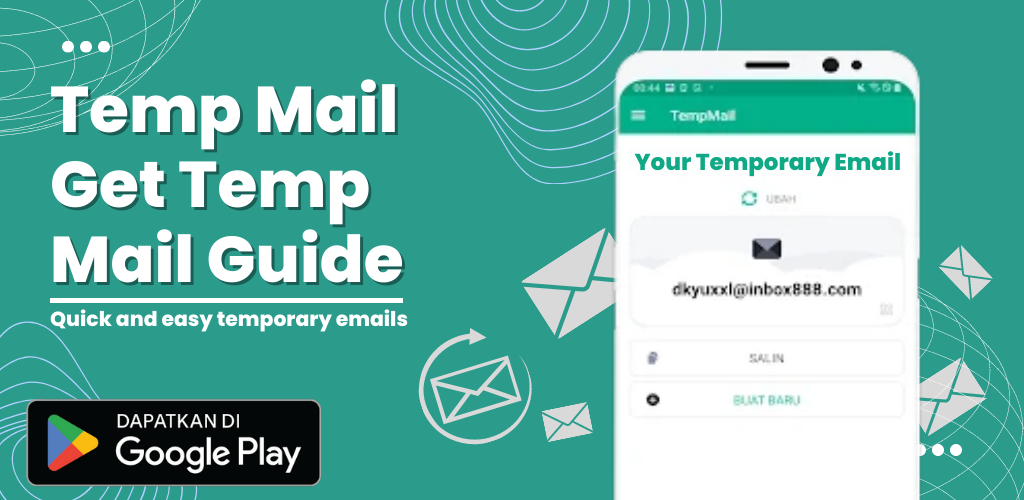 Temp Mail
Get Temp
Mail Guide
Quick and easy temporary emails
DAPATKAN DI
Google Play
00:44
TempMail
Your Temporary Email
UBAH
dkyuxxl@inbox888.com
SALIN
BUAT BARU